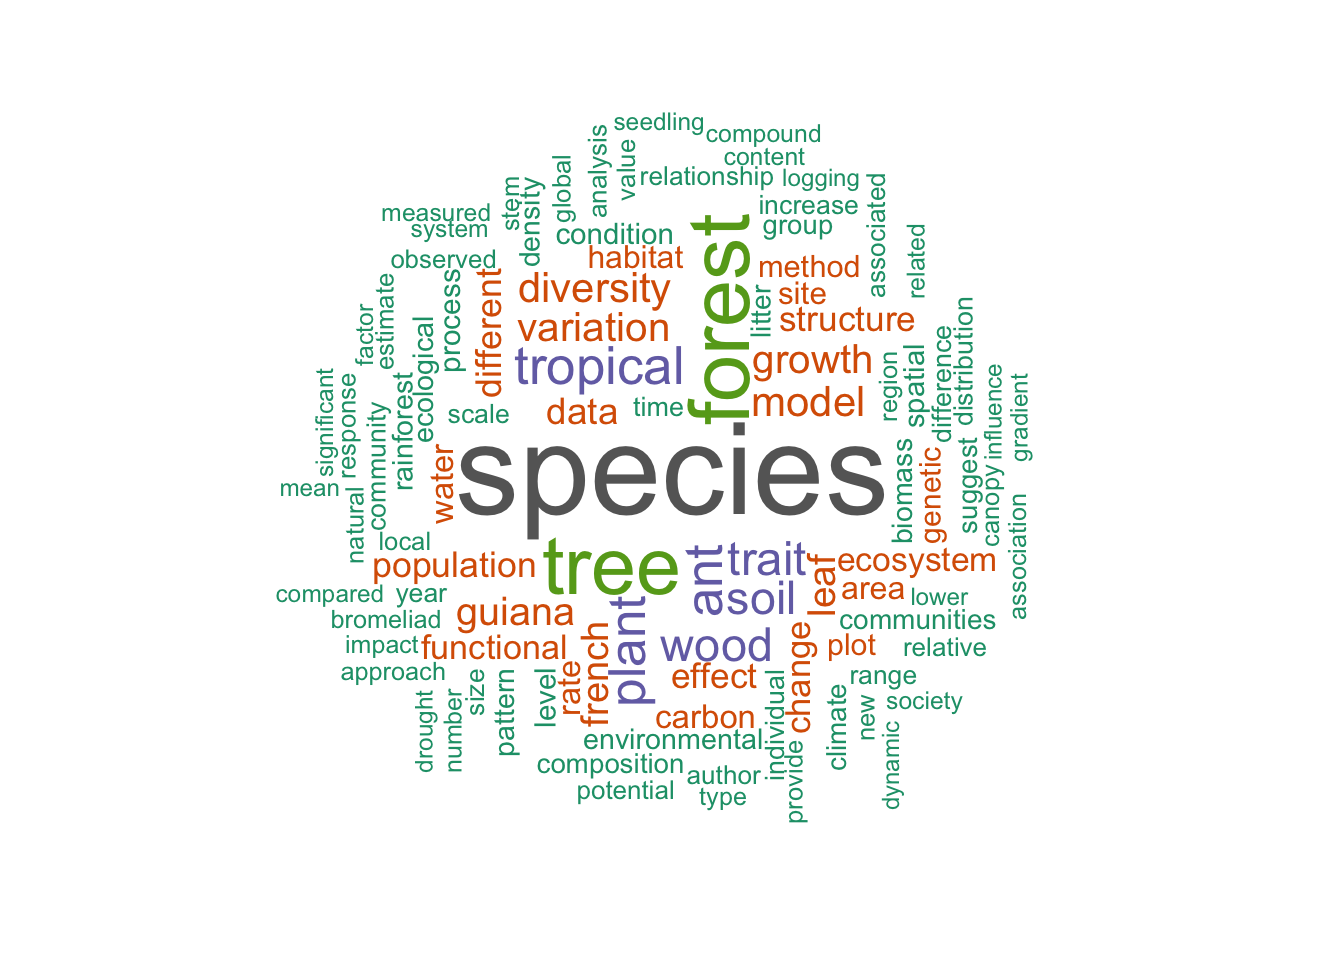 seedling
compound
analysis
value
content
global
relationship
logging
stem
density
associated
measured
increase
system
condition
forest
group
related
observed
habitat
method
process
different
diversity
litter
site
estimate
factor
variation
structure
distribution
difference
ecological
tropical
growth
region
spatial
significant
response
rainforest
community
scale
data
time
model
influence
gradient
water
species
biomass
genetic
suggest
canopy
mean
natural
local
association
population
tree
ant
trait
leaf
ecosystem
compared
year
soil
area
lower
bromeliad
guiana
plant
communities
impact
functional
french
wood
change
plot
relative
approach
size
pattern
level
rate
effect
individual
range
drought
number
carbon
climate
new
society
environmental
dynamic
composition
author
provide
potential
type